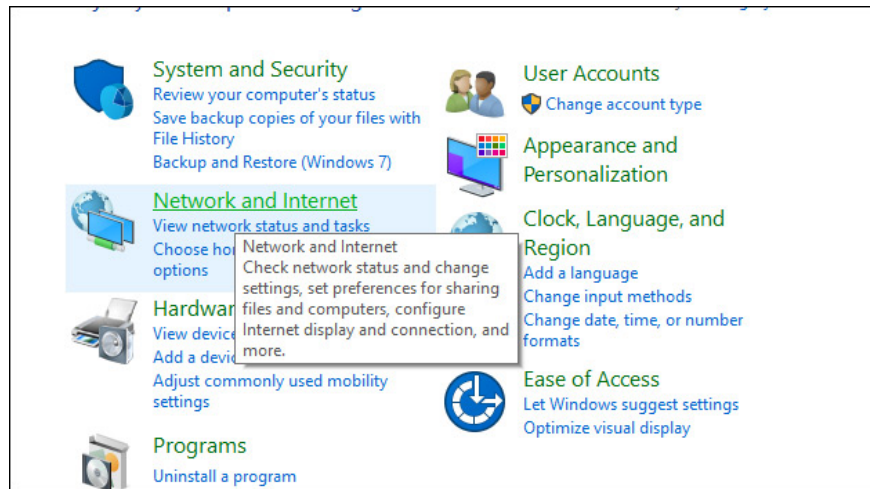 System and Security
Review your computer's status
Save backup copies of your files with
File History
Backup and Restore (Windows 7)
Network and Internet
View network status and tasks
Choose
options
Network and Internet
Check network status and change
settings, set preferences for sharing
files and computers, configure
Internet display and connection, and
more.
View device
Add a
Adjust commonly used mobility
settings
Programs
Uninstall a program
User Accounts
Change account type
Appearance and
Personalization
Clock, Language, and
Region
Add a language
Change input methods
Change date, time, or number
formats
Ease of Access
Let Windows suggest settings
Optimize visual display